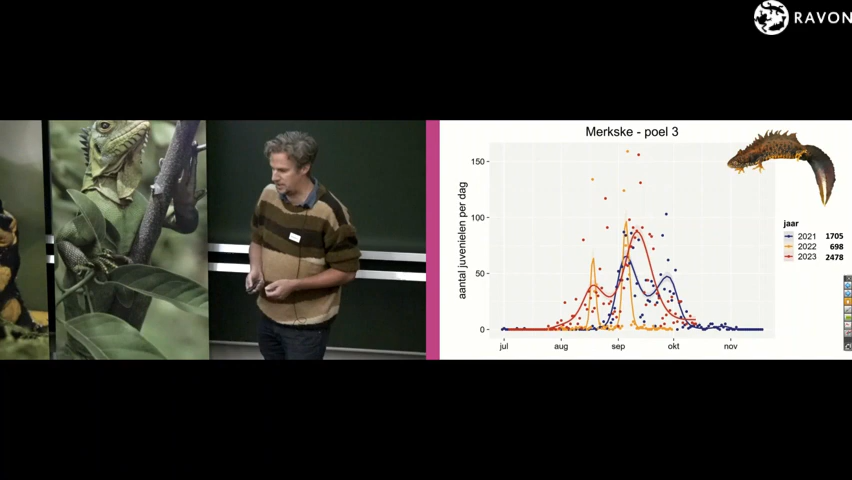 RAVON
Merkske - poel 3
aantal juvenielen per dag
150
100
50
0
jul
aug
sep
okt
nov
jaar
2021 1705
2022 698
2023 2478